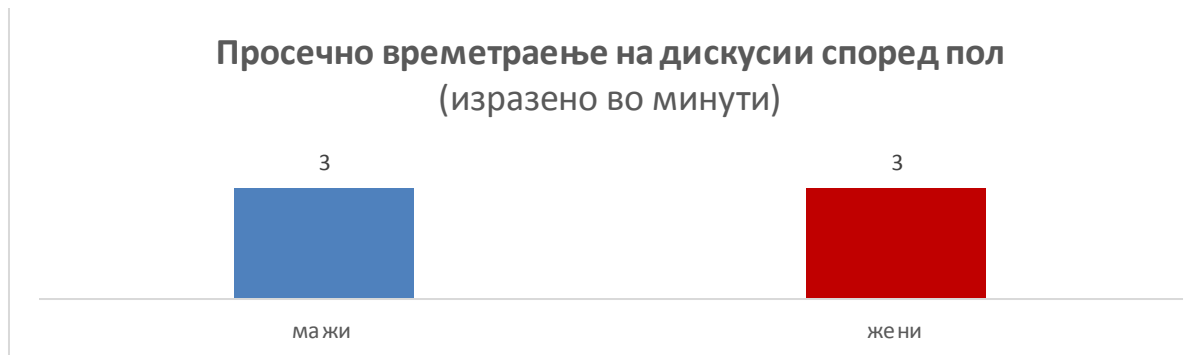 Просечно времетраење на дискусии според пол
(изразено во минути)
3 3
мажи жени